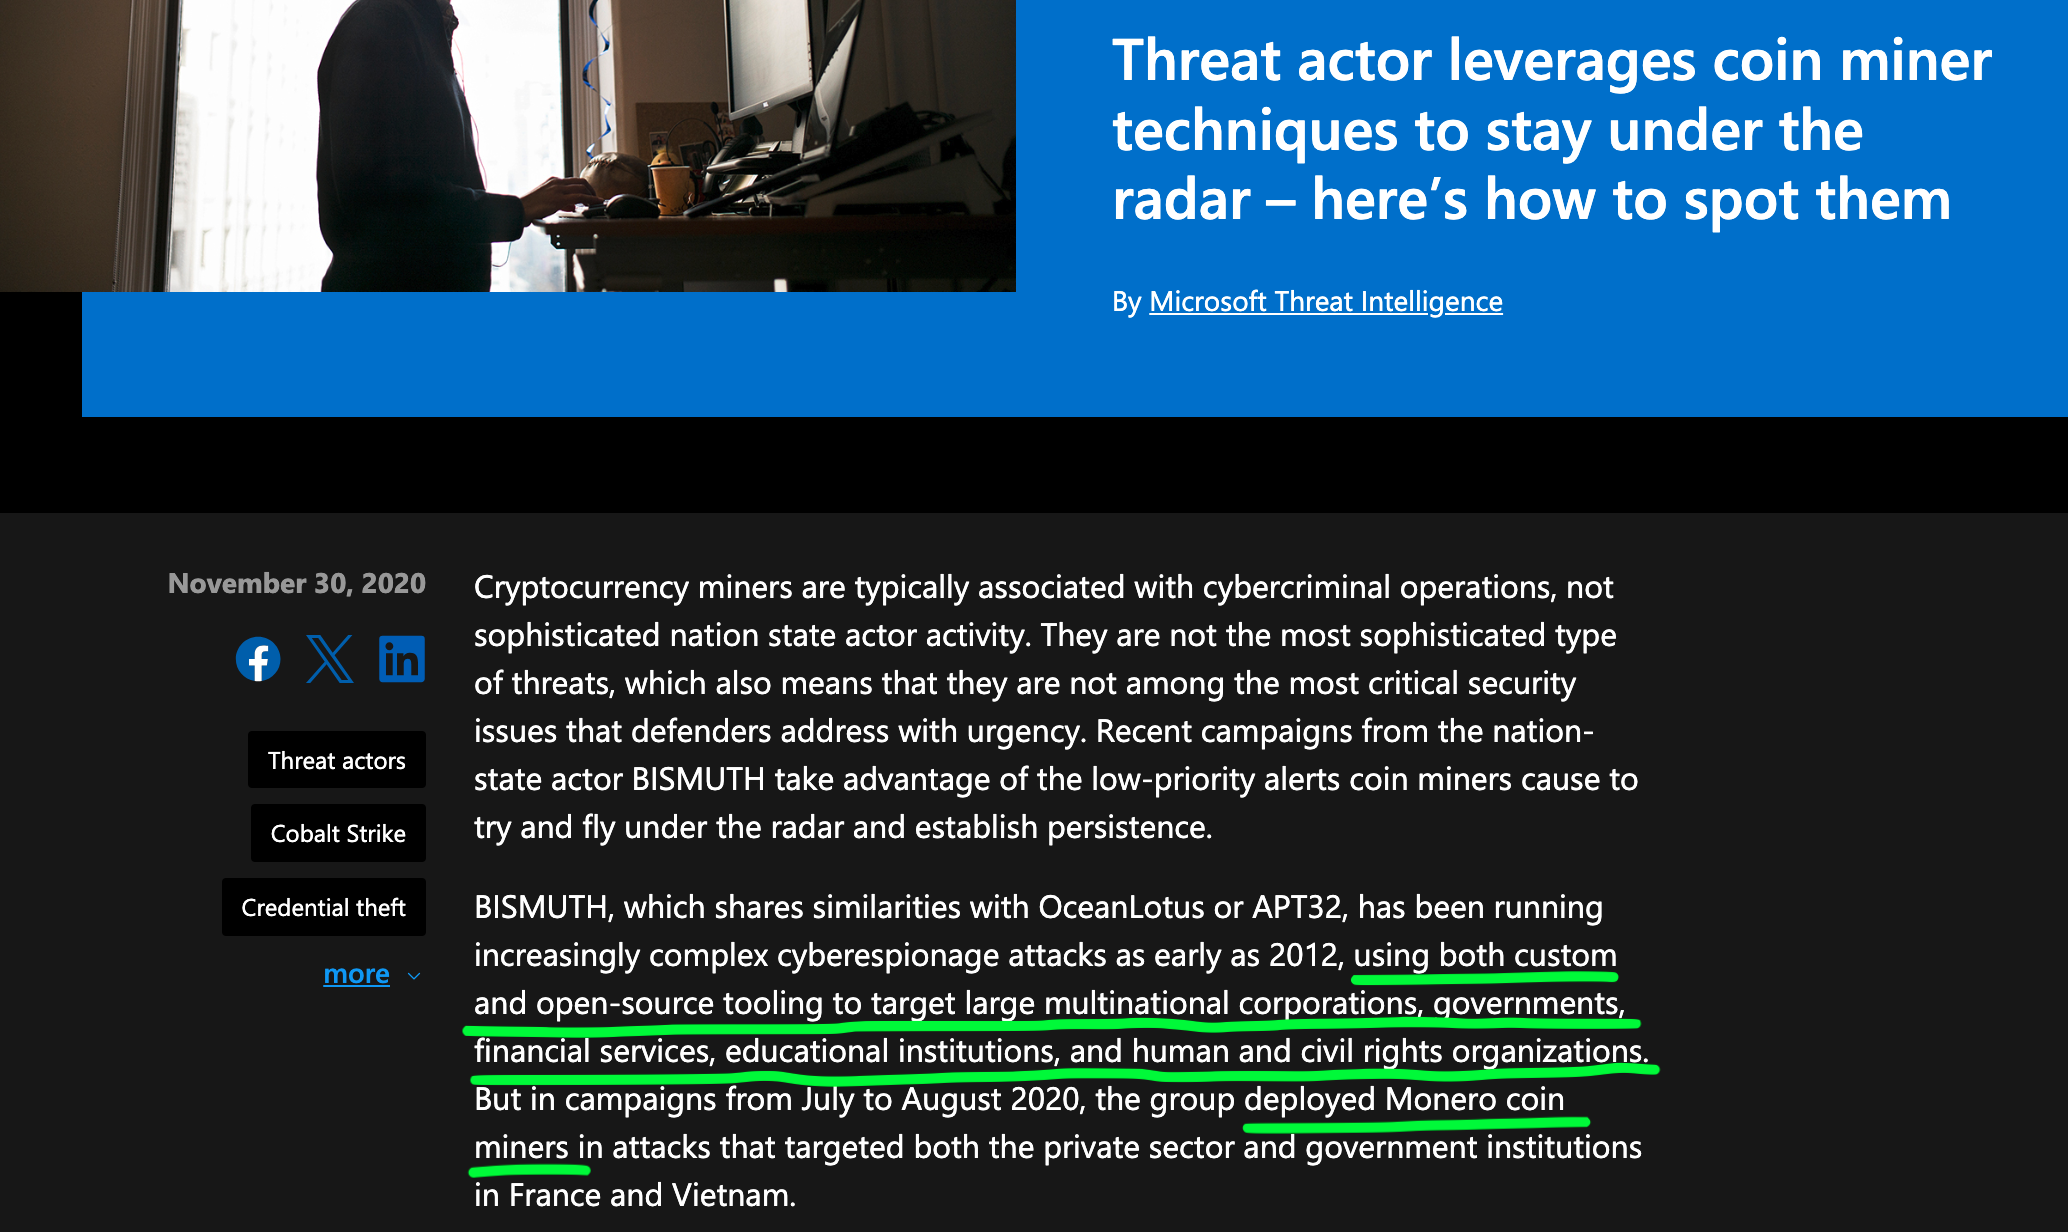 Threat actor leverages coin miner
techniques to stay under the
radar – here’s how to spot them
By Microsoft Threat Intelligence
November 30, 2020
Threat actors
Cobalt Strike
Credential theft
more
Cryptocurrency miners are typically associated with cybercriminal operations, not
sophisticated nation state actor activity. They are not the most sophisticated type
of threats, which also means that they are not among the most critical security
issues that defenders address with urgency. Recent campaigns from the nation-
state actor BISMUTH take advantage of the low-priority alerts coin miners cause to
try and fly under the radar and establish persistence.
BISMUTH, which shares similarities with OceanLotus or APT32, has been running
increasingly complex cyberespionage attacks as early as 2012, using both custom
and open-source tooling to target large multinational corporations, governments,
financial services, educational institutions, and human and civil rights organizations.
But in campaigns from July to August 2020, the group deployed Monero coin
miners in attacks that targeted both the private sector and government institutions
in France and Vietnam.